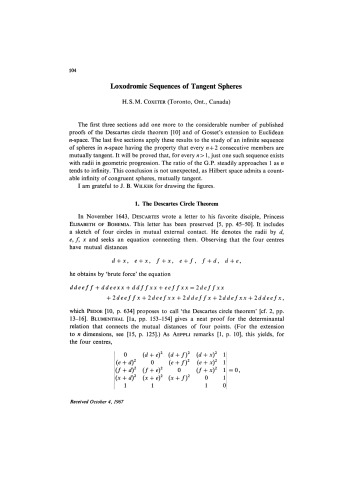 104
Loxodromic Sequences of Tangent Spheres
H. S. M. COXETER (Toronto, Ont., Canada)
The first three sections add one more to the considerable number of published
proofs of the Descartes circle theorem [10] and of Gosset's extension to Euclidean
n-space. The last five sections apply these results to the study of an infinite sequence
of spheres in n-space having the property that every n+2 consecutive members are
mutually tangent. It will be proved that, for every n>1, just one such sequence exists
with radii in geometric progression. The ratio of the G.P. steadily approaches 1 as n
tends to infinity. This conclusion is not unexpected, as Hilbert space admits a count-
able infinity of congruent spheres, mutually tangent.
I am grateful to J. B. WILKER for drawing the figures.
1. The Descartes Circle Theorem
In November 1643, DESCARTES wrote a letter to his favorite disciple, Princess
ELISABETH OF BOHEMIA. This letter has been preserved [5, pp. 45-50]. It includes
a sketch of four circles in mutual external contact. He denotes the radii by d,
e, f, x and seeks an equation connecting them. Observing that the four centres
have mutual distances
d+x, e+x, f+x, e+f, f+d, d+e,
he obtains by 'brute force' the equation
ddeeff + ddeexx + ddffxx + eeffxx = 2deffxx
+ 2deeffx + 2deefxx + 2ddeffx + 2ddefxx + 2ddeefx,
which PEDOE [10, p. 634] proposes to call 'the Descartes circle theorem' [cf. 2, pp.
13-16]. BLUMENTHAL [1a, pp. 153-154] gives a neat proof for the determinantal
relation that connects the mutual distances of four points. (For the extension
to n dimensions, see [15, p. 125].) As AEPPLI remarks [1, p. 10], this yields, for
the four centres,
| 0 (d+e)² (d+f)² (d+x)² 1 |
| (e+d)² 0 (e+f)² (e+x)² 1 |
| (f+d)² (f+e)² 0 (f+x)² 1 | = 0,
| (x+d)² (x+e)² (x+f)² 0 1 |
| 1 1 1 1 0 |
Received October 4, 1967